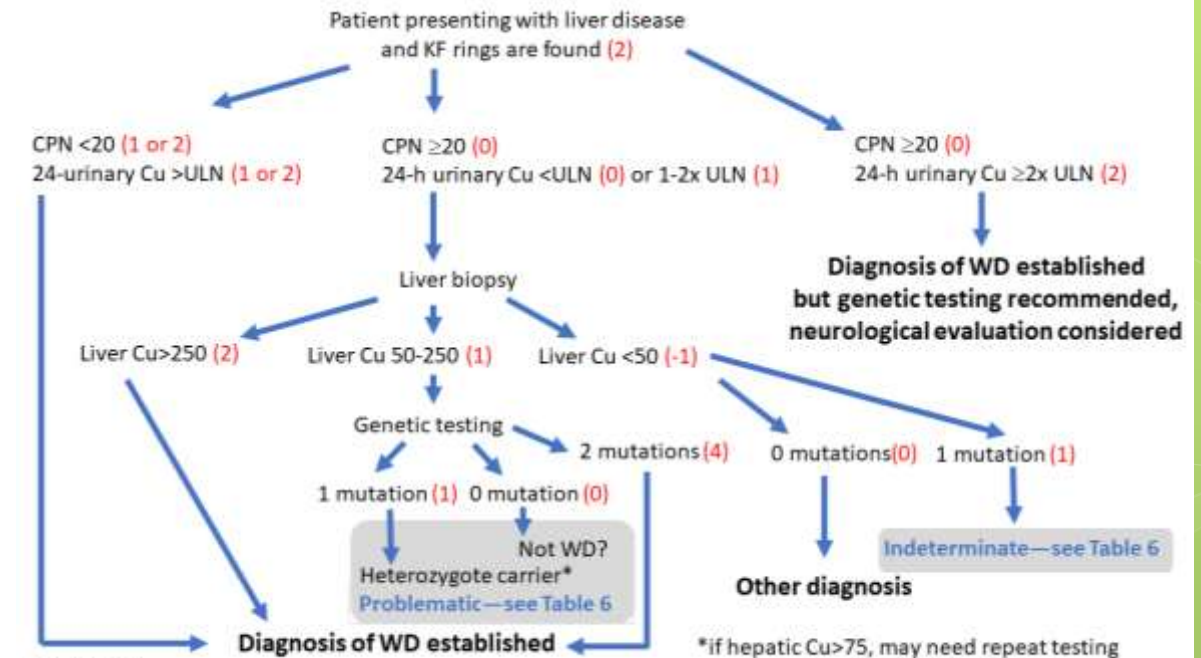 Patient presenting with liver disease
and KF rings are found (2)
CPN <20 (1 or 2)
24-urinary Cu >ULN (1 or 2)
CPN ≥20 (0)
24-h urinary Cu <ULN (0) or 1-2x ULN (1)
CPN ≥20 (0)
24-h urinary Cu ≥2x ULN (2)
Diagnosis of WD established
but genetic testing recommended,
neurological evaluation considered
Liver biopsy
Liver Cu>250 (2)
Liver Cu 50-250 (1)
Liver Cu <50 (-1)
Genetic testing
2 mutations (4)
0 mutations(0)
1 mutation (1)
1 mutation (1)
0 mutation (0)
Not WD?
Heterozygote carrier*
Problematic—see Table 6
Indeterminate—see Table 6
Other diagnosis
Diagnosis of WD established
*if hepatic Cu>75, may need repeat testing